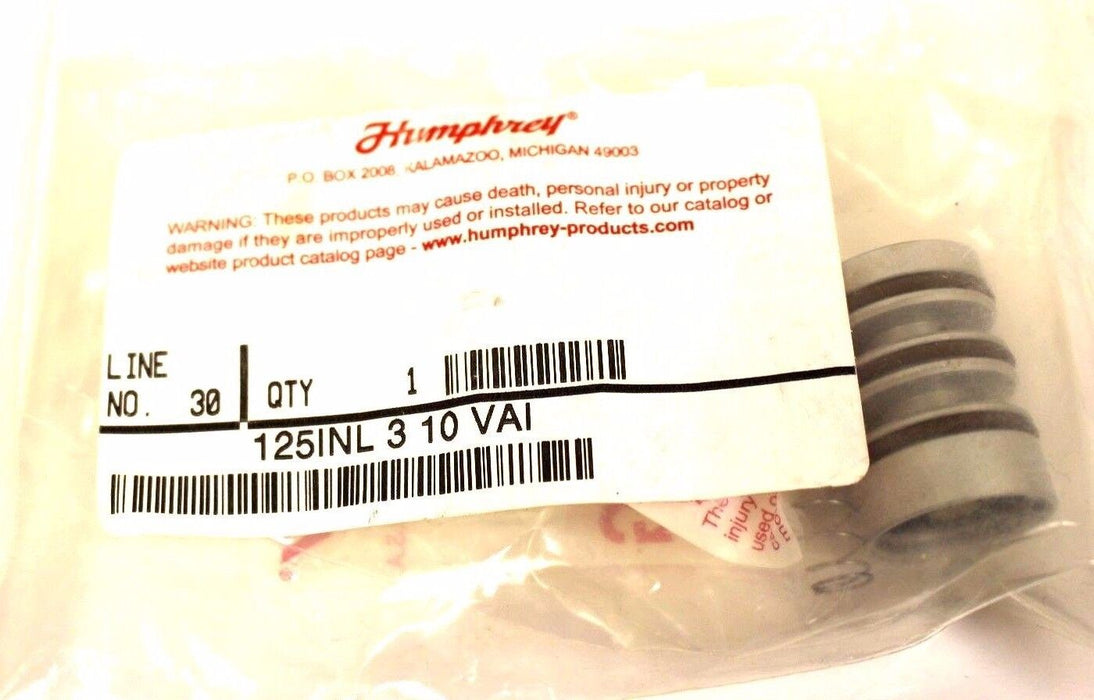 Humphrey®
P.O. BOX 2008 KALAMAZOO, MICHIGAN 49003
WARNING: These products may cause death, personal injury or property
damage if they are improperly used or installed. Refer to our catalog or
website product catalog page - www.humphrey-products.com
LINE
NO. 30
QTY 1
125INL 3 10 VAI
injury
used